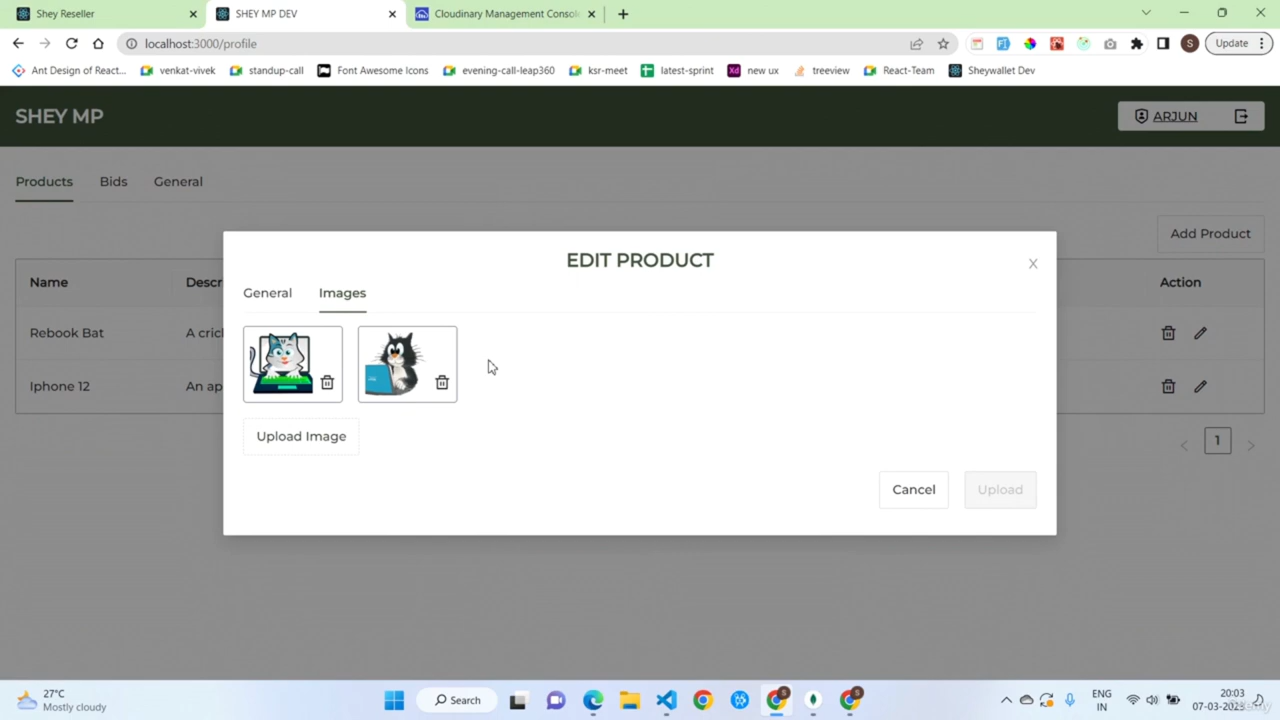 Shey Reseller
SHEY MP DEV
Cloudinary Management Consol
localhost:3000/profile
Update
Ant Design of React...
venkat-vivek
standup-call
Font Awesome Icons
evening-call-leap360
ksr-meet
latest-sprint
Xd
new ux
treeview
React-Team
Sheywallet Dev
SHEY MP
ARJUN
Products
Bids
General
Add Product
EDIT PRODUCT
General
Images
Name
Descr
Action
Rebook Bat
A cric
Iphone 12
An ap
Upload Image
1
Cancel
Upload
27°C
Mostly cloudy
Search
ENG
IN
20:03
07-03-2023